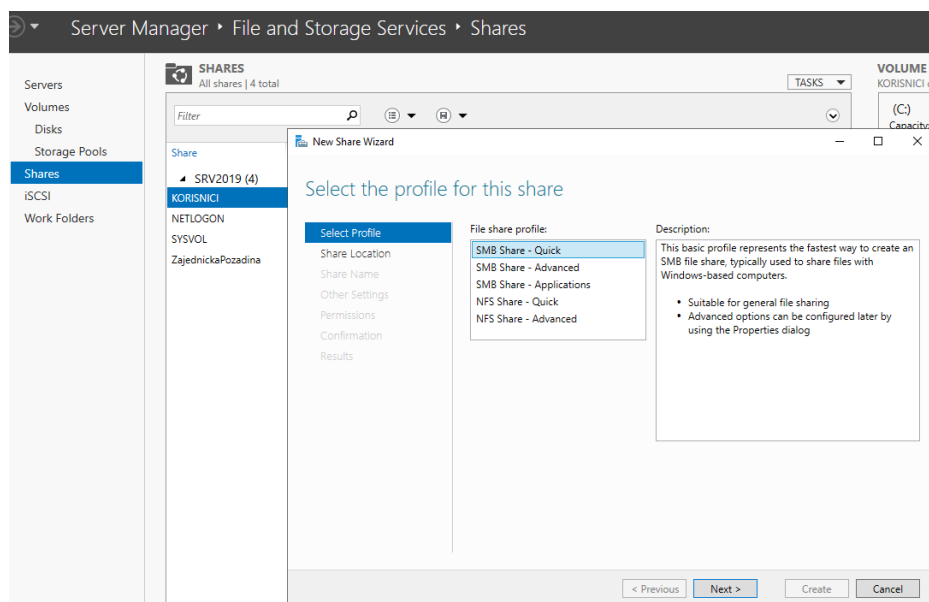 Server Manager ‣ File and Storage Services ‣ Shares
Servers
Volumes
Disks
Storage Pools
Shares
iSCSI
Work Folders
SHARES
All shares | 4 total
TASKS
Filter
Share
SRV2019 (4)
KORISNICI
NETLOGON
SYSVOL
ZajednickaPozadina
VOLUME
KORISNICI
(C:)
Capacity
New Share Wizard
Select the profile for this share
Select Profile
Share Location
Share Name
Other Settings
Permissions
Confirmation
Results
File share profile:
SMB Share - Quick
SMB Share - Advanced
SMB Share - Applications
NFS Share - Quick
NFS Share - Advanced
Description:
This basic profile represents the fastest way to create an
SMB file share, typically used to share files with
Windows-based computers.
• Suitable for general file sharing
• Advanced options can be configured later by
using the Properties dialog
< Previous
Next >
Create
Cancel